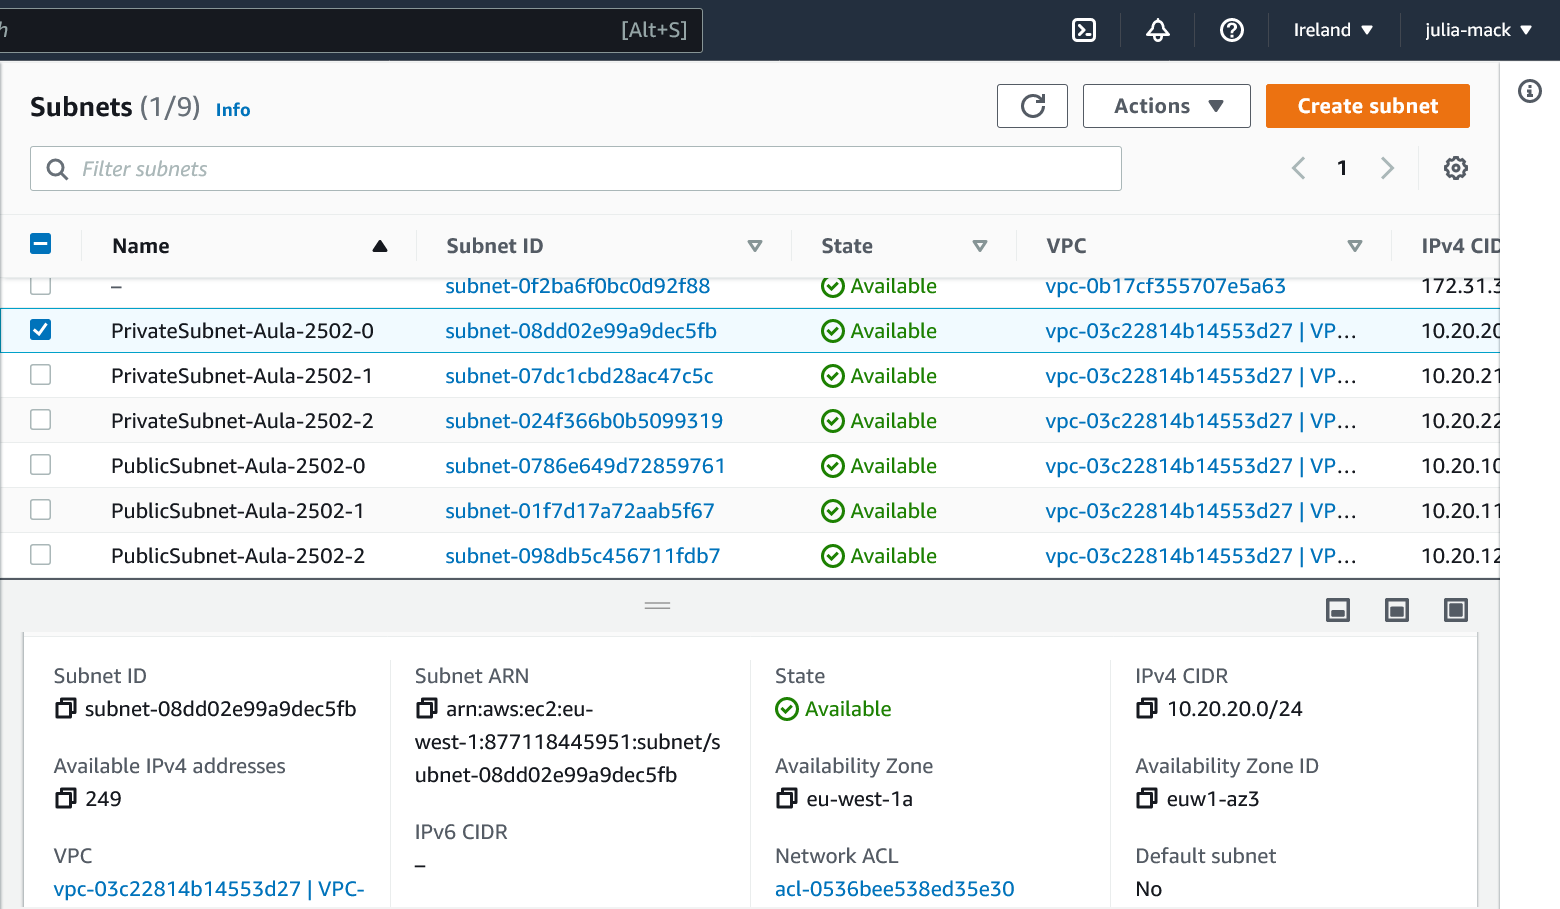 [Alt+S] Ireland ▼ julia-mack ▼
Subnets (1/9) Info Actions ▼ Create subnet
Filter subnets 1
Name ▲ Subnet ID State VPC IPv4 CID
– subnet-0f2ba6f0bc0d92f88 Available vpc-0b17cf355707e5a63 172.31.3
PrivateSubnet-Aula-2502-0 subnet-08dd02e99a9dec5fb Available vpc-03c22814b14553d27 | VP... 10.20.20
PrivateSubnet-Aula-2502-1 subnet-07dc1cbd28ac47c5c Available vpc-03c22814b14553d27 | VP... 10.20.21
PrivateSubnet-Aula-2502-2 subnet-024f366b0b5099319 Available vpc-03c22814b14553d27 | VP... 10.20.22
PublicSubnet-Aula-2502-0 subnet-0786e649d72859761 Available vpc-03c22814b14553d27 | VP... 10.20.10
PublicSubnet-Aula-2502-1 subnet-01f7d17a72aab5f67 Available vpc-03c22814b14553d27 | VP... 10.20.11
PublicSubnet-Aula-2502-2 subnet-098db5c456711fdb7 Available vpc-03c22814b14553d27 | VP... 10.20.12
Subnet ID
subnet-08dd02e99a9dec5fb
Available IPv4 addresses
249
VPC
vpc-03c22814b14553d27 | VPC-
Subnet ARN
arn:aws:ec2:eu-
west-1:877118445951:subnet/s
ubnet-08dd02e99a9dec5fb
IPv6 CIDR
–
State
Available
Availability Zone
eu-west-1a
Network ACL
acl-0536bee538ed35e30
IPv4 CIDR
10.20.20.0/24
Availability Zone ID
euw1-az3
Default subnet
No